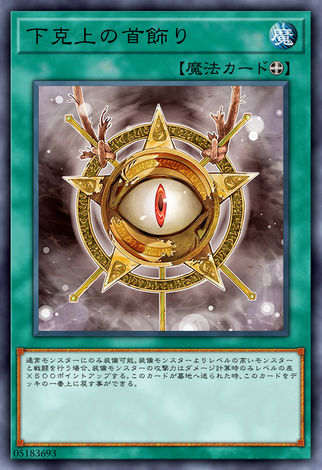 下克上の首飾り
魔
【魔法カード】
通常モンスターにのみ装備可能。装備モンスターよりレベルの高いモンスター
と戦闘を行う場合、装備モンスターの攻撃力はダメージ計算時のみレベルの差
×500ポイントアップする。このカードが墓地へ送られた時、このカードをデ
ッキの一番上に戻す事ができる。
05183693